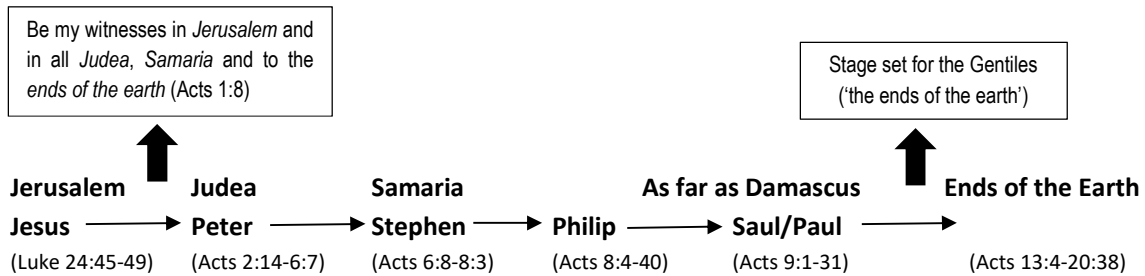 Be my witnesses in Jerusalem and
in all Judea, Samaria and to the
ends of the earth (Acts 1:8)
Stage set for the Gentiles
(‘the ends of the earth’)
Jerusalem Judea Samaria As far as Damascus Ends of the Earth
Jesus Peter Stephen Philip Saul/Paul
(Luke 24:45-49) (Acts 2:14-6:7) (Acts 6:8-8:3) (Acts 8:4-40) (Acts 9:1-31) (Acts 13:4-20:38)